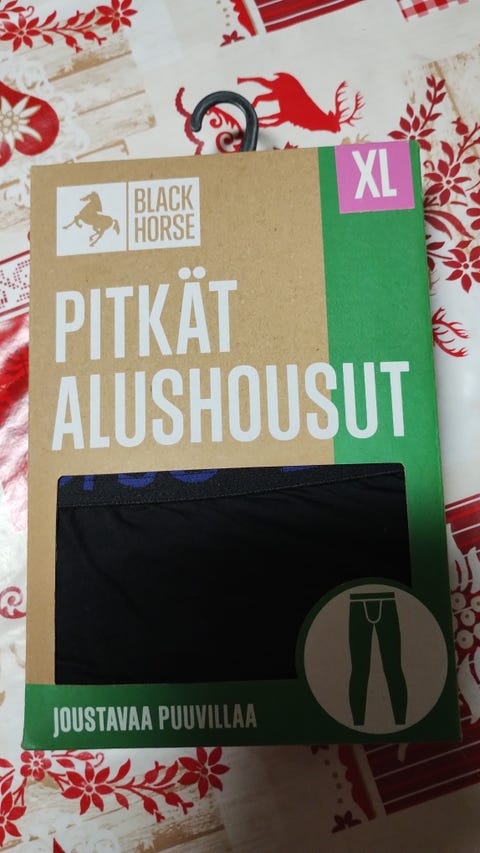 XL
BLACK
HORSE
PITKÄT
ALUSHOUSUT
JOUSTAVAA PUUVILLAA